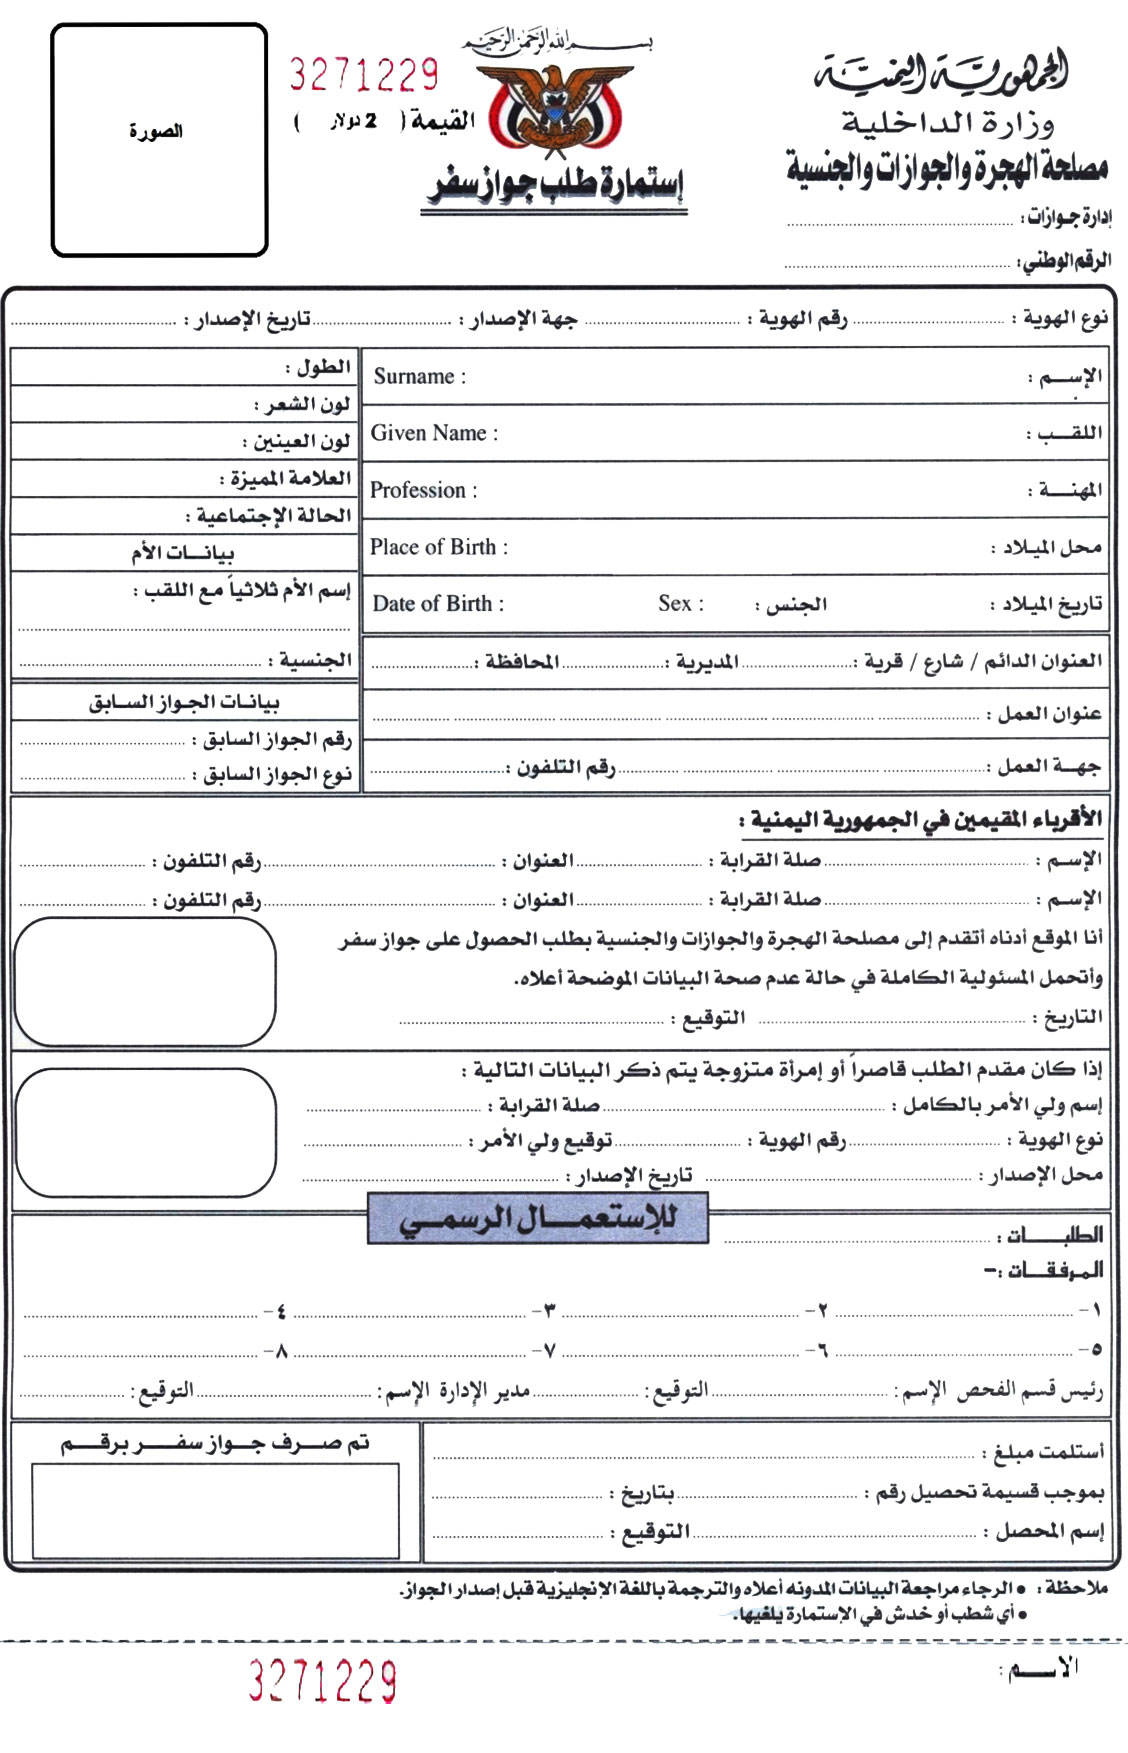 بسم الله الرحمن الرحيم
الجمهورية اليمنية
وزارة الداخلية
مصلحة الهجرة والجوازات والجنسية
إدارة جوازات :
الرقم الوطني:
3271229
القيمة ( 2 دولار )
إستمارة طلب جواز سفر
الصورة
نوع الهوية : رقم الهوية : جهة الإصدار : تاريخ الإصدار :
الإسم : Surname :
اللقب : Given Name :
المهنة : Profession :
محل الميلاد : Place of Birth :
تاريخ الميلاد : الجنس : Sex : Date of Birth :
العنوان الدائم / شارع / قرية : المديرية : المحافظة :
عنوان العمل :
جهة العمل : رقم التلفون :
الطول :
لون الشعر :
لون العينين :
العلامة المميزة :
الحالة الإجتماعية :
بيانات الأم
إسم الأم ثلاثياً مع اللقب :
الجنسية :
بيانات الجواز السابق
رقم الجواز السابق :
نوع الجواز السابق :
الأقرباء المقيمين في الجمهورية اليمنية :
الإسم : صلة القرابة : العنوان : رقم التلفون :
الإسم : صلة القرابة : العنوان : رقم التلفون :
أنا الموقع أدناه أتقدم إلى مصلحة الهجرة والجوازات والجنسية بطلب الحصول على جواز سفر
وأتحمل المسئولية الكاملة في حالة عدم صحة البيانات الموضحة أعلاه.
التاريخ : التوقيع :
إذا كان مقدم الطلب قاصراً أو إمرأة متزوجة يتم ذكر البيانات التالية :
إسم ولي الأمر بالكامل : صلة القرابة :
نوع الهوية : رقم الهوية : توقيع ولي الأمر :
محل الإصدار : تاريخ الإصدار :
للإستعمال الرسمي
الطلبات :
المرفقات :-
١- ٢- ٣- ٤-
٥- ٦- ٧- ٨-
رئيس قسم الفحص الإسم: التوقيع: مدير الإدارة الإسم: التوقيع:
أستلمت مبلغ :
بموجب قسيمة تحصيل رقم : بتاريخ :
إسم المحصل : التوقيع :
تم صرف جواز سفر برقم
ملاحظة : • الرجاء مراجعة البيانات المدونه أعلاه والترجمة باللغة الإنجليزية قبل إصدار الجواز.
• أي شطب أو خدش في الإستمارة يلغيها.
الاسم :
3271229